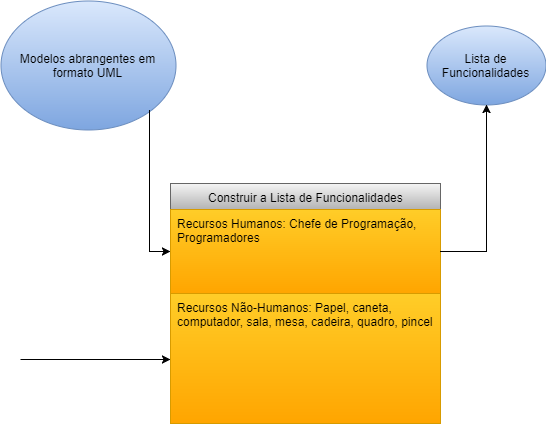 Modelos abrangentes em
formato UML
Lista de
Funcionalidades
Construir a Lista de Funcionalidades
Recursos Humanos: Chefe de Programação,
Programadores
Recursos Não-Humanos: Papel, caneta,
computador, sala, mesa, cadeira, quadro, pincel